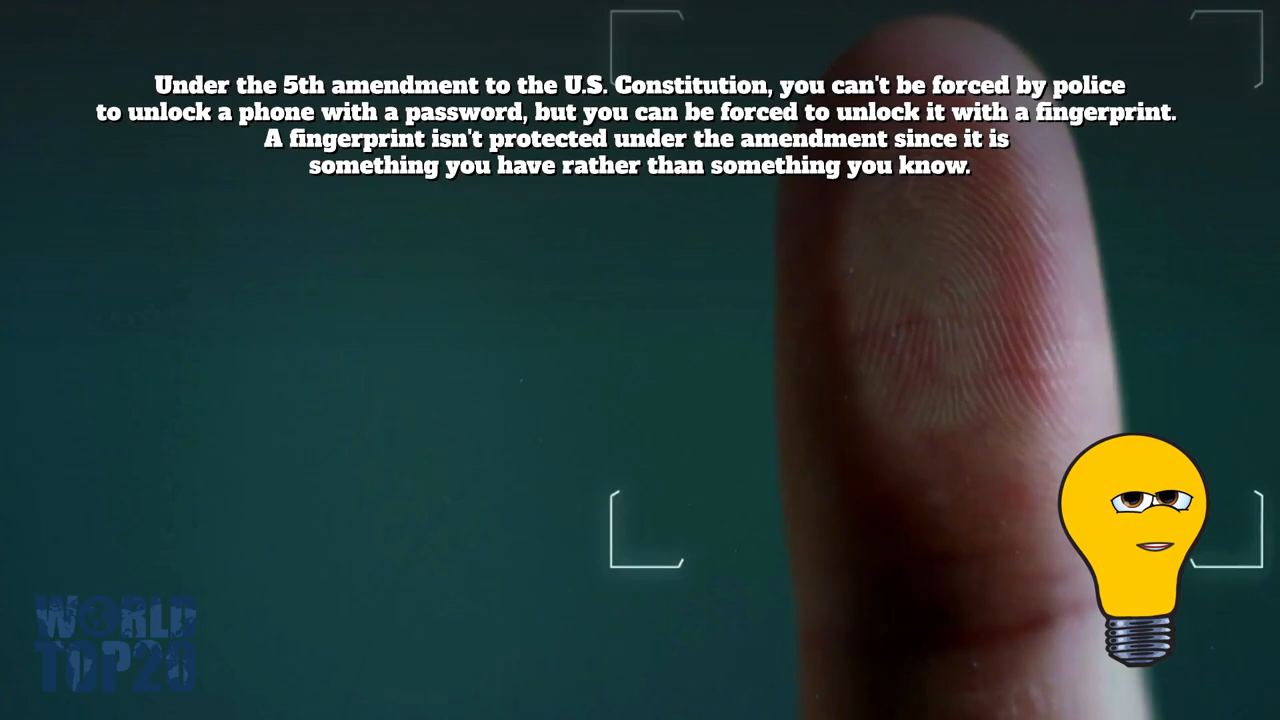 Under the 5th amendment to the U.S. Constitution, you can't be forced by police
to unlock a phone with a password, but you can be forced to unlock it with a fingerprint.
A fingerprint isn't protected under the amendment since it is
something you have rather than something you know.
WORLD
TOP20